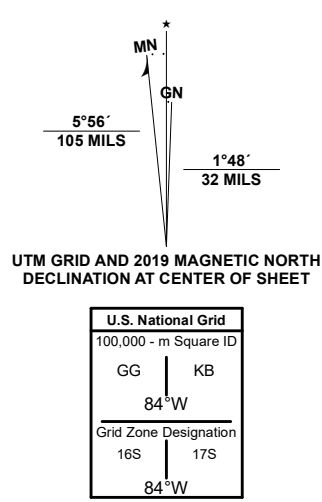 ★
MN
GN
5°56´
105 MILS
1°48´
32 MILS
UTM GRID AND 2019 MAGNETIC NORTH
DECLINATION AT CENTER OF SHEET
U.S. National Grid
100,000 - m Square ID
GG KB
84°W
Grid Zone Designation
16S 17S
84°W